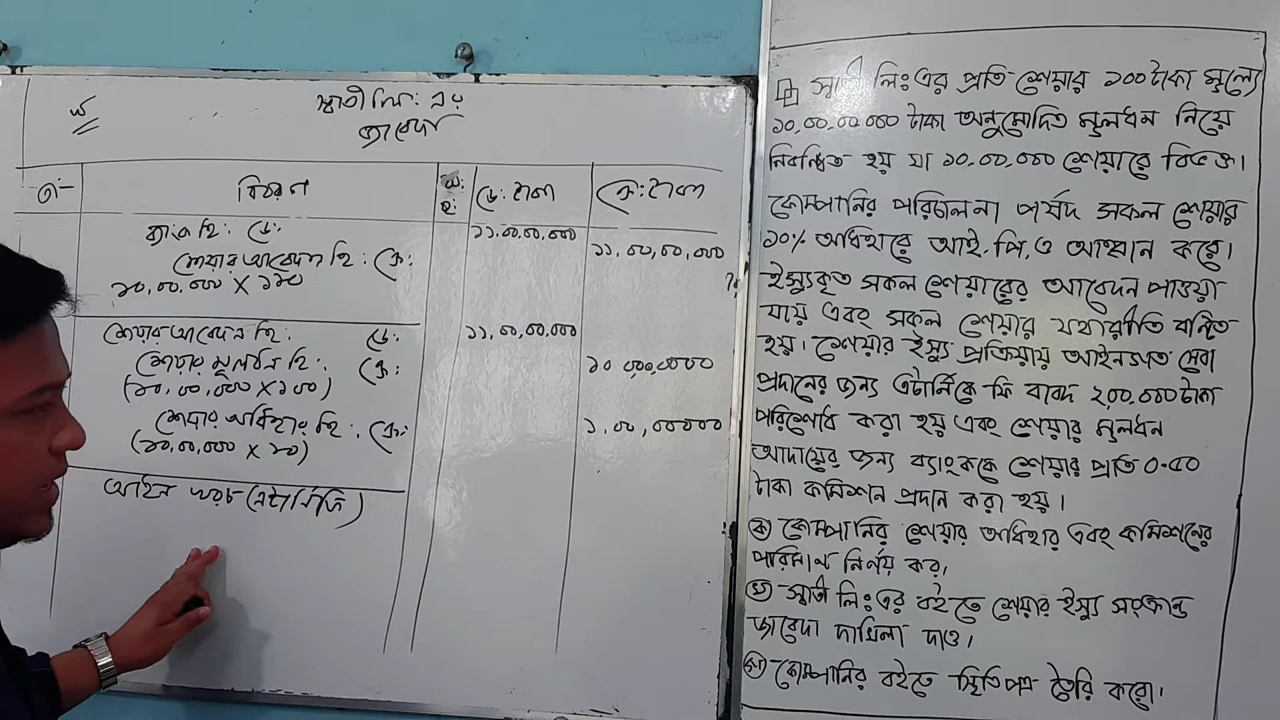 স্বাতী লি: এর
জাবেদা
তা:
বিবরণ
ডে: টাকা
ক্রে: টাকা
ব্যাংক হি: ডে:
১১,০০,০০,০০০
শেয়ার আবেদন হি: ক্রে:
১১,০০,০০,০০০
১০,০০,০০০ X ১১০
শেয়ার আবেদন হি: ডে:
১১,০০,০০,০০০
শেয়ার মূলধন হি: ক্রে:
১০ ০০,০০,০০০
(১০,০০,০০০ X ১০০)
শেয়ার অধিহার হি: ক্রে:
১,০০,০০০০০
(১০,০০,০০০ X ১০)
আইন খরচ (এটর্নি ফি)
স্বাতী লিঃ এর প্রতি শেয়ার ১০০ টাকা মূল্যে
১০,০০,০০,০০০ টাকা অনুমোদিত মূলধন নিয়ে
নিবন্ধিত হয় যা ১০,০০,০০০ শেয়ারে বিভক্ত।
কোম্পানির পরিচালনা পর্ষদ সকল শেয়ার
১০% অধিহারে আই.পি.ও আহ্বান করে।
ইস্যুকৃত সকল শেয়ারের আবেদন পাওয়া
যায় এবং সকল শেয়ার যথারীতি বন্টিত
হয়। শেয়ার ইস্যু প্রক্রিয়ায় আইনগত সেবা
প্রদানের জন্য এটর্নিকে ফি বাবদ ২,০০,০০০ টাকা
পরিশোধ করা হয় এবং শেয়ার মূলধন
আদায়ের জন্য ব্যাংককে শেয়ার প্রতি ০.৫০
টাকা কমিশন প্রদান করা হয়।
(ক) কোম্পানির শেয়ার অধিহার এবং কমিশনের
পরিমাণ নির্ণয় কর।
(খ) স্বাতী লিঃ এর বইতে শেয়ার ইস্যু সংক্রান্ত
জাবেদা দাখিলা দাও।
(গ) কোম্পানির বইতে স্থিতিপত্র তৈরি করো।